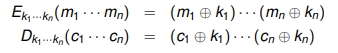 E_{k_1⋯k_n}(m_1⋯m_n) = (m_1 ⊕ k_1)⋯(m_n ⊕ k_n)
D_{k_1⋯k_n}(c_1⋯c_n) = (c_1 ⊕ k_1)⋯(c_n ⊕ k_n)